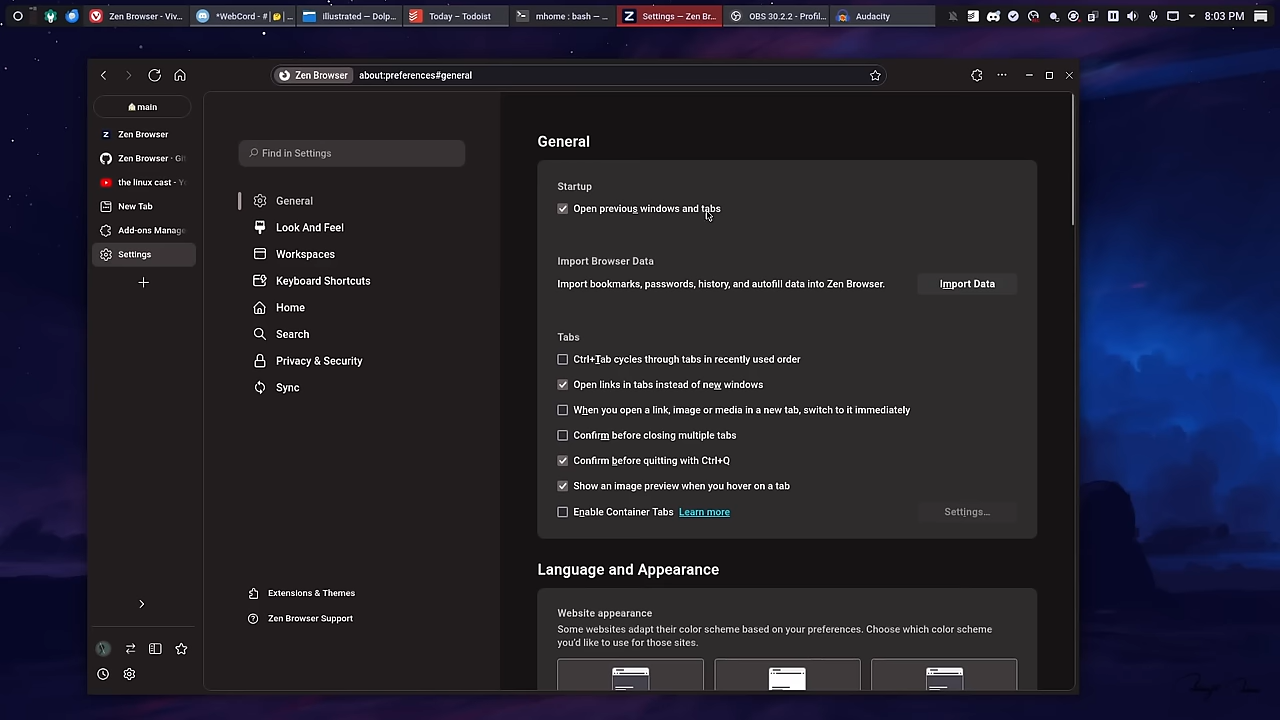 Zen Browser - Viv...
*WebCord - # | 🤔 | ...
Illustrated — Dolp...
Today – Todoist
mhome : bash — ...
Settings — Zen Br...
OBS 30.2.2 - Profil...
Audacity
8:03 PM
Zen Browser
about:preferences#general
main
Zen Browser
Zen Browser · Git
the linux cast - Y
New Tab
Add-ons Manag
Settings
Find in Settings
General
Look And Feel
Workspaces
Keyboard Shortcuts
Home
Search
Privacy & Security
Sync
Extensions & Themes
Zen Browser Support
General
Startup
Open previous windows and tabs
Import Browser Data
Import bookmarks, passwords, history, and autofill data into Zen Browser.
Import Data
Tabs
Ctrl+Tab cycles through tabs in recently used order
Open links in tabs instead of new windows
When you open a link, image or media in a new tab, switch to it immediately
Confirm before closing multiple tabs
Confirm before quitting with Ctrl+Q
Show an image preview when you hover on a tab
Enable Container Tabs Learn more
Settings...
Language and Appearance
Website appearance
Some websites adapt their color scheme based on your preferences. Choose which color scheme
you'd like to use for those sites.